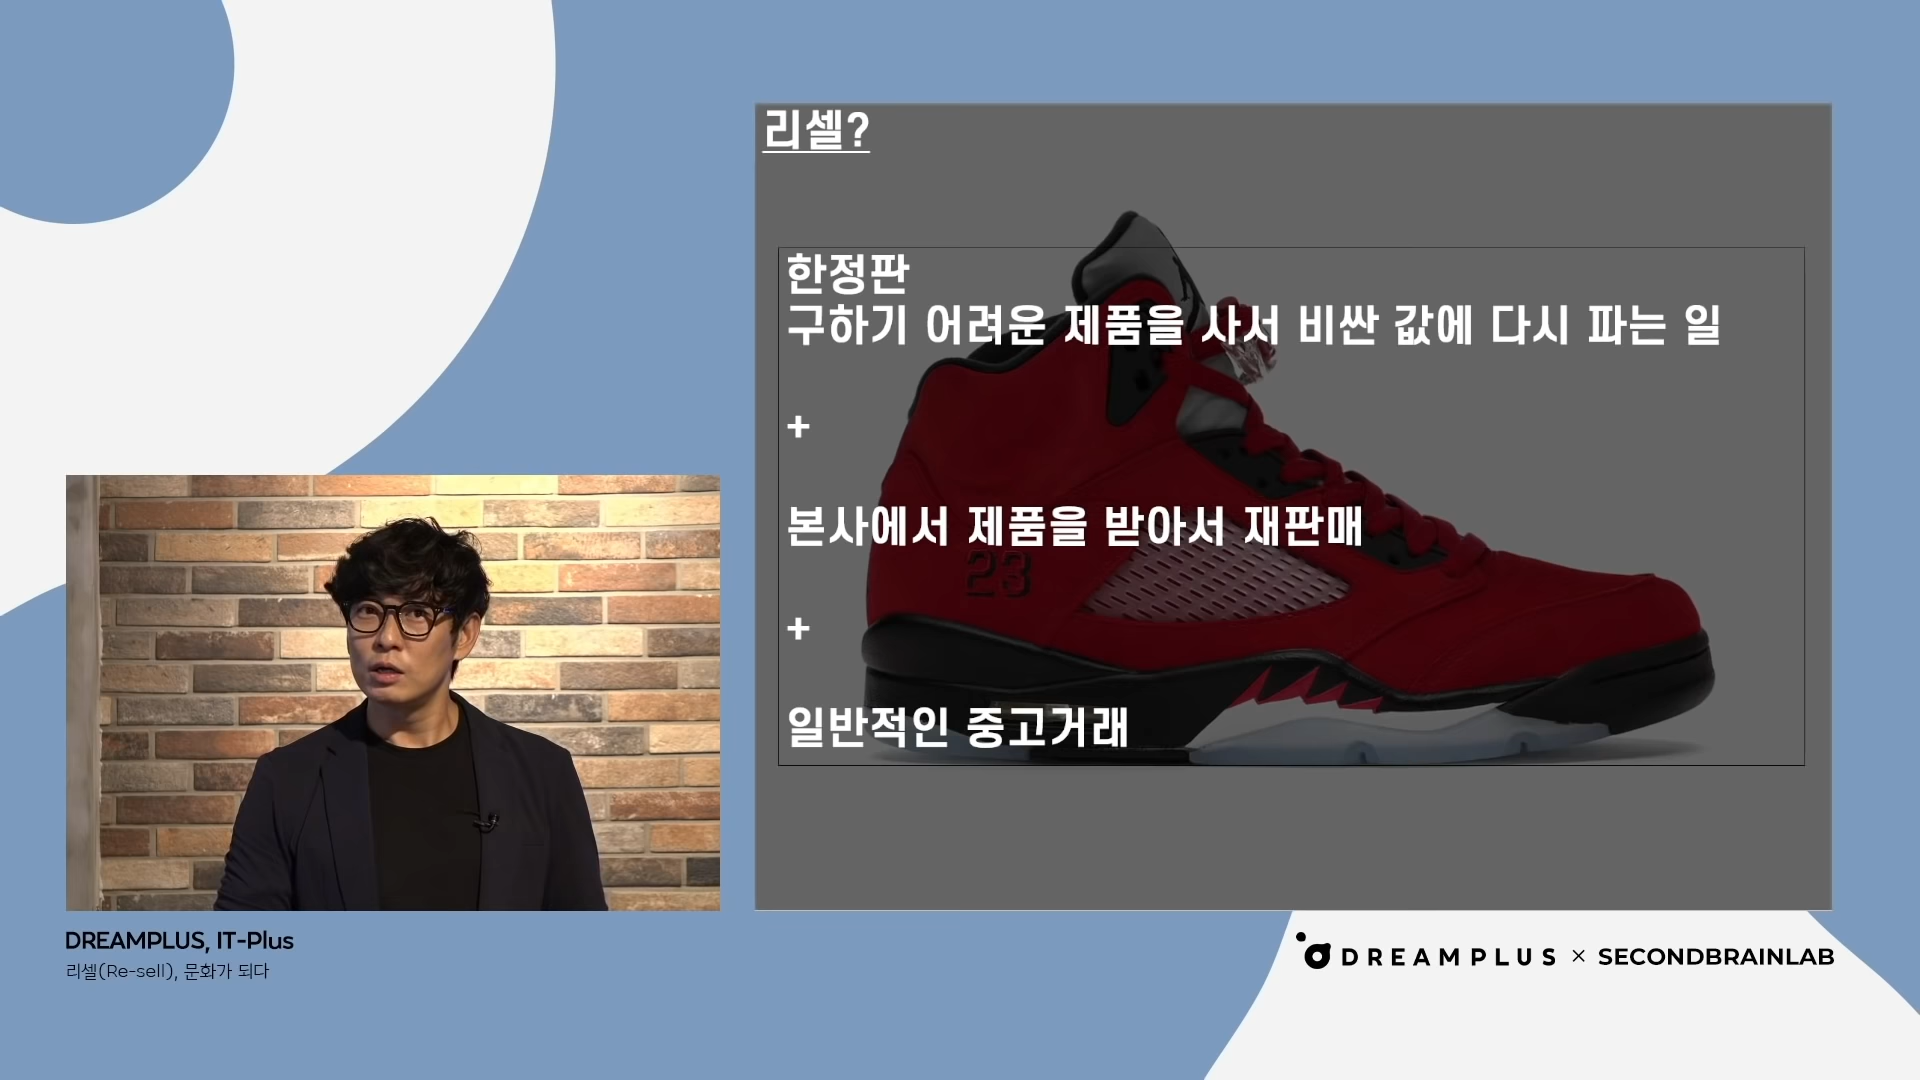 리셀?
한정판
구하기 어려운 제품을 사서 비싼 값에 다시 파는 일
+
본사에서 제품을 받아서 재판매
23
+
일반적인 중고거래
DREAMPLUS, IT-Plus
리셀(Re-sell), 문화가 되다
DREAMPLUS × SECONDBRAINLAB